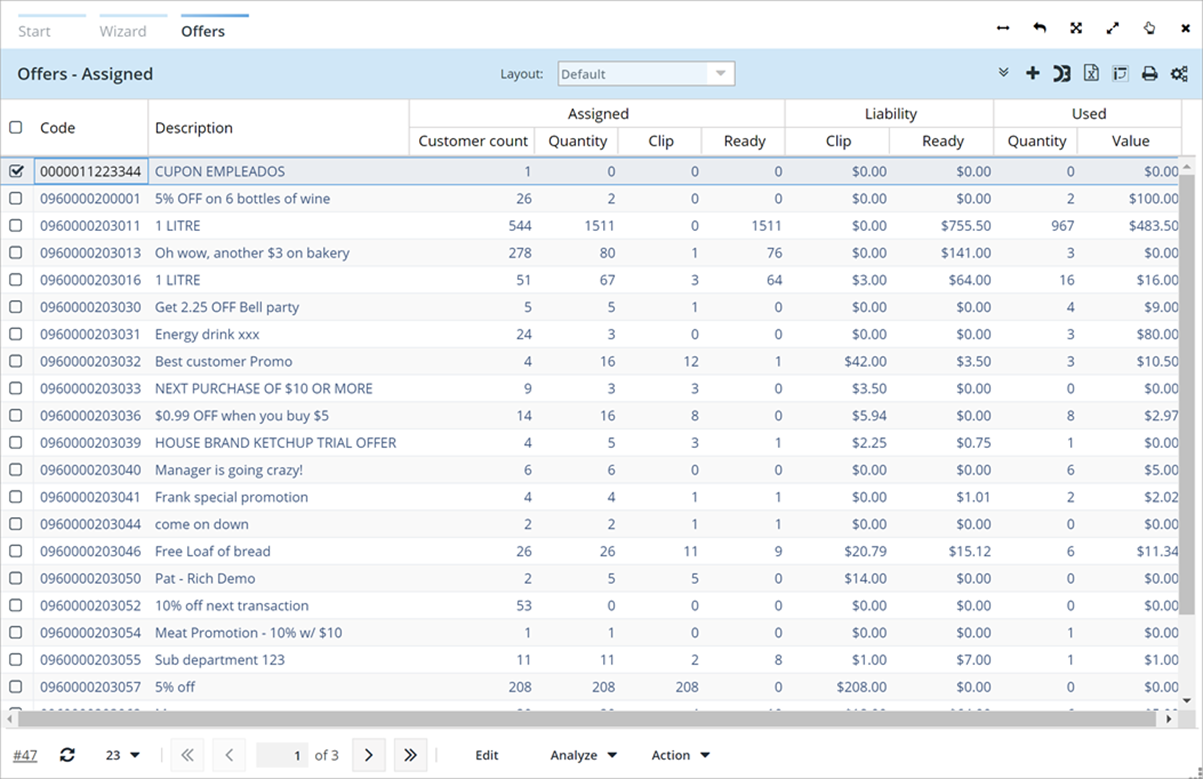 Start Wizard Offers
Offers - Assigned Layout: Default
Code Description Assigned Liability Used
Customer count Quantity Clip Ready Clip Ready Quantity Value
0000011223344 CUPON EMPLEADOS 1 0 0 0 $0.00 $0.00 0 $0.00
0960000200001 5% OFF on 6 bottles of wine 26 2 0 0 $0.00 $0.00 2 $100.00
0960000203011 1 LITRE 544 1511 0 1511 $0.00 $755.50 967 $483.50
0960000203013 Oh wow, another $3 on bakery 278 80 1 76 $0.00 $141.00 3 $0.00
0960000203016 1 LITRE 51 67 3 64 $3.00 $64.00 16 $16.00
0960000203030 Get 2.25 OFF Bell party 5 5 1 0 $0.00 $0.00 4 $9.00
0960000203031 Energy drink xxx 24 3 0 0 $0.00 $0.00 3 $80.00
0960000203032 Best customer Promo 4 16 12 1 $42.00 $3.50 3 $10.50
0960000203033 NEXT PURCHASE OF $10 OR MORE 9 3 3 0 $3.50 $0.00 0 $0.00
0960000203036 $0.99 OFF when you buy $5 14 16 8 0 $5.94 $0.00 8 $2.97
0960000203039 HOUSE BRAND KETCHUP TRIAL OFFER 4 5 3 1 $2.25 $0.75 1 $0.00
0960000203040 Manager is going crazy! 6 6 0 0 $0.00 $0.00 6 $5.00
0960000203041 Frank special promotion 4 4 1 1 $0.00 $1.01 2 $2.02
0960000203044 come on down 2 2 1 1 $0.00 $0.00 0 $0.00
0960000203046 Free Loaf of bread 26 26 11 9 $20.79 $15.12 6 $11.34
0960000203050 Pat - Rich Demo 2 5 5 0 $14.00 $0.00 0 $0.00
0960000203052 10% off next transaction 53 0 0 0 $0.00 $0.00 0 $0.00
0960000203054 Meat Promotion - 10% w/ $10 1 1 0 0 $0.00 $0.00 1 $0.00
0960000203055 Sub department 123 11 11 2 8 $1.00 $7.00 1 $1.00
0960000203057 5% off 208 208 208 0 $208.00 $0.00 0 $0.00
#47 23 1 of 3 Edit Analyze Action